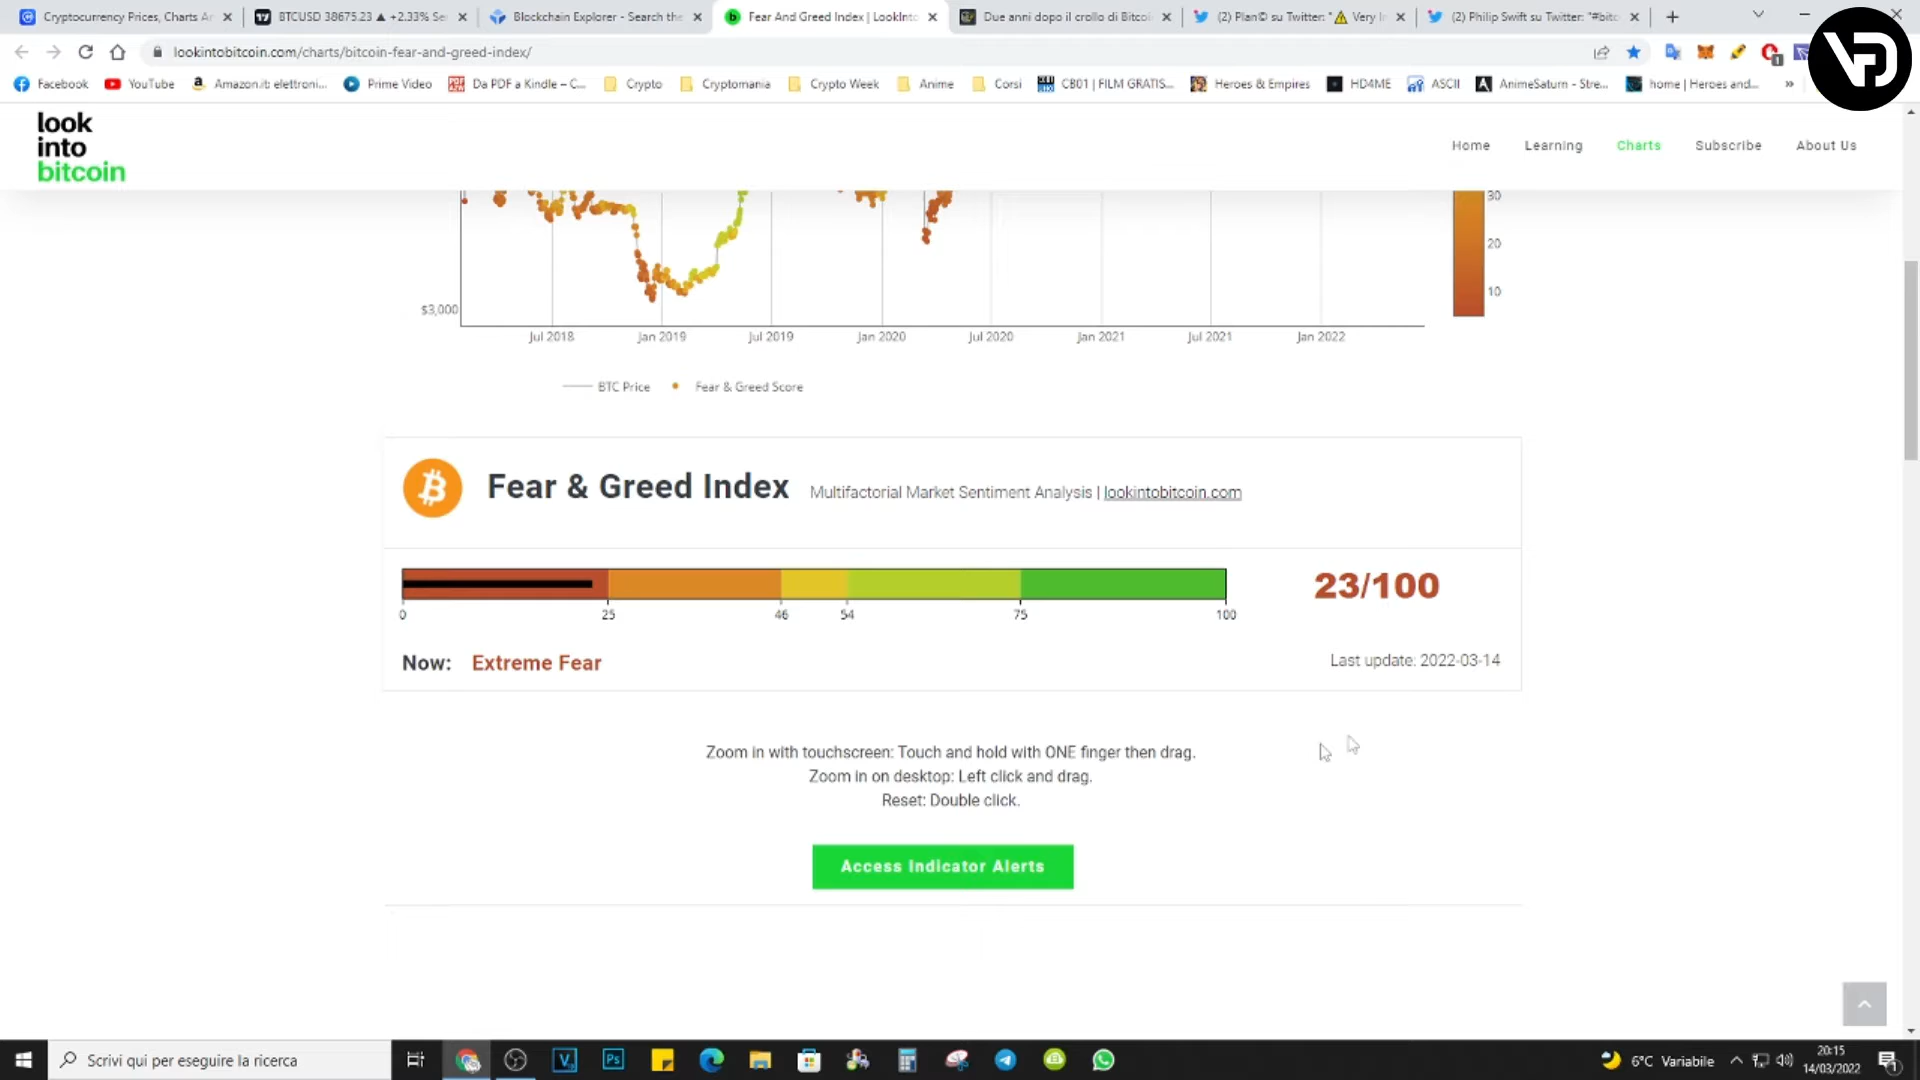 Cryptocurrency Prices, Charts Ar
BTCUSD 38675.23 ▲ +2.33% Se
Blockchain Explorer - Search the
Fear And Greed Index | LookInto
Due anni dopo il crollo di Bitcoi
(2) Plan© su Twitter: "⚠ Very I
(2) Philip Swift su Twitter: "#bitc
lookintobitcoin.com/charts/bitcoin-fear-and-greed-index/
Facebook
YouTube
Amazon.it: elettroni...
Prime Video
Da PDF a Kindle – C...
Crypto
Cryptomania
Crypto Week
Anime
Corsi
CB01 | FILM GRATIS...
Heroes & Empires
HD4ME
ASCII
AnimeSaturn - Stre...
home | Heroes and...
»
look
into
bitcoin
Home
Learning
Charts
Subscribe
About Us
30
20
10
$3,000
Jul 2018
Jan 2019
Jul 2019
Jan 2020
Jul 2020
Jan 2021
Jul 2021
Jan 2022
BTC Price
Fear & Greed Score
Fear & Greed Index
Multifactorial Market Sentiment Analysis | lookintobitcoin.com
23/100
0
25
46
54
75
100
Now: Extreme Fear
Last update: 2022-03-14
Zoom in with touchscreen: Touch and hold with ONE finger then drag.
Zoom in on desktop: Left click and drag.
Reset: Double click.
Access Indicator Alerts
Scrivi qui per eseguire la ricerca
6°C Variabile
20:15
14/03/2022
1